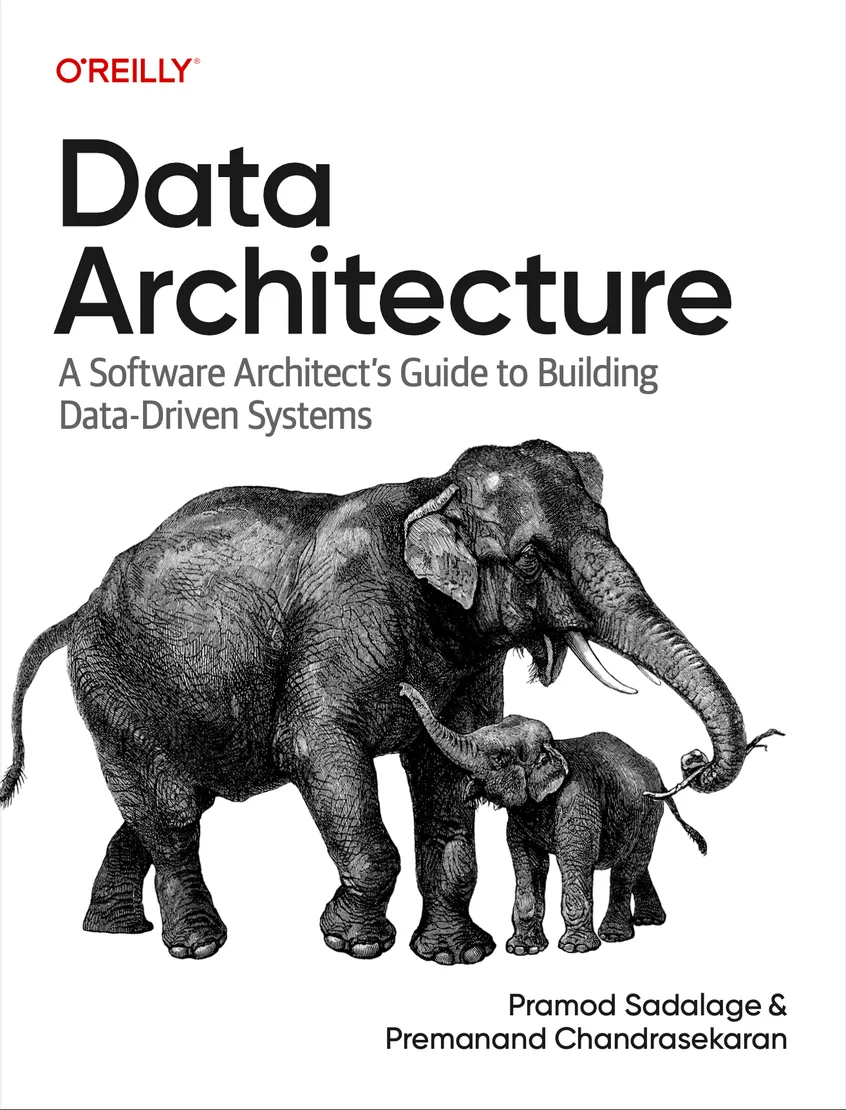 O'REILLY®
Data
Architecture
A Software Architect's Guide to Building
Data-Driven Systems
Pramod Sadalage &
Premanand Chandrasekaran